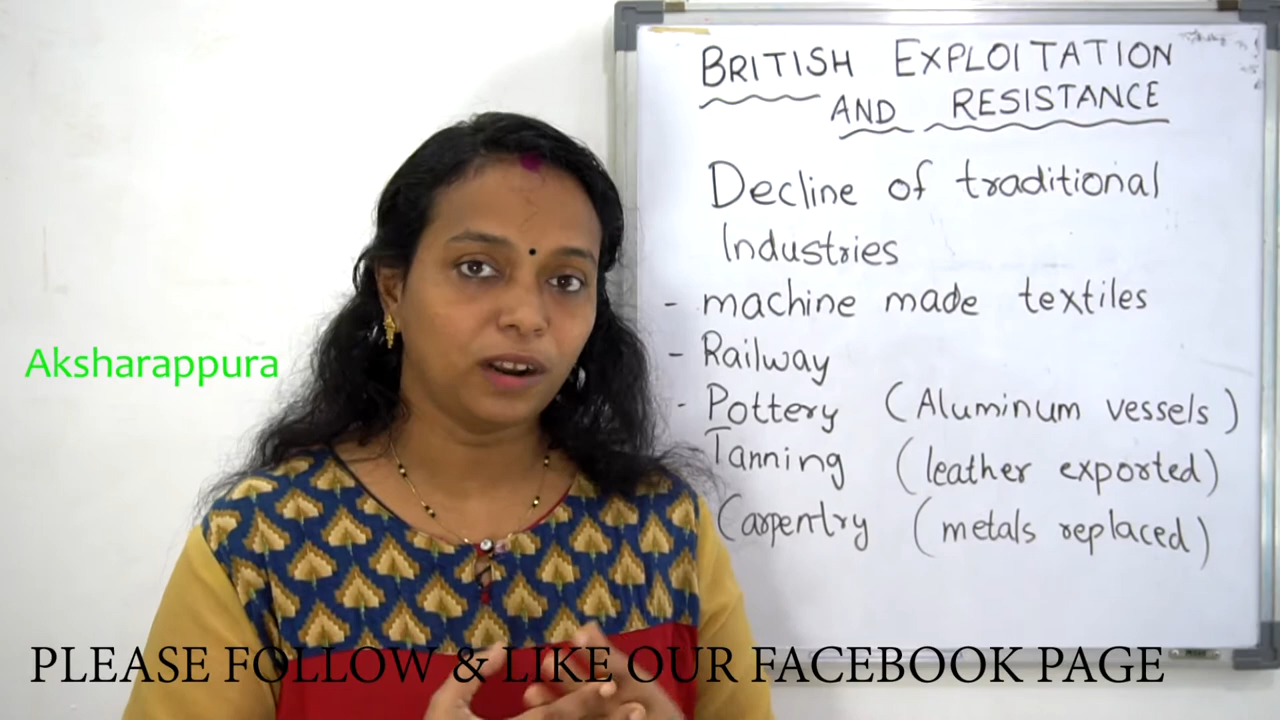 BRITISH EXPLOITATION
AND RESISTANCE
Decline of traditional
Industries
- machine made textiles
- Railway
- Pottery (Aluminum vessels)
Tanning (leather exported)
Carpentry (metals replaced)
Aksharappura
PLEASE FOLLOW & LIKE OUR FACEBOOK PAGE